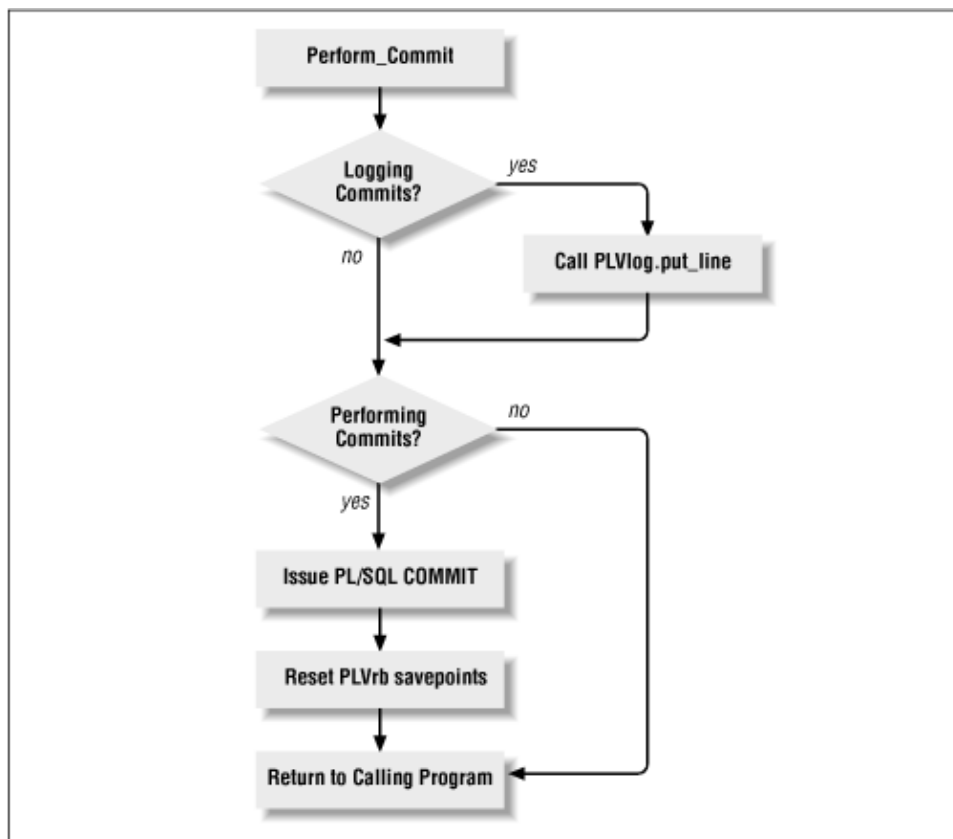 Perform_Commit
Logging
Commits?
yes
no
Call PLVlog.put_line
Performing
Commits?
no
yes
Issue PL/SQL COMMIT
Reset PLVrb savepoints
Return to Calling Program